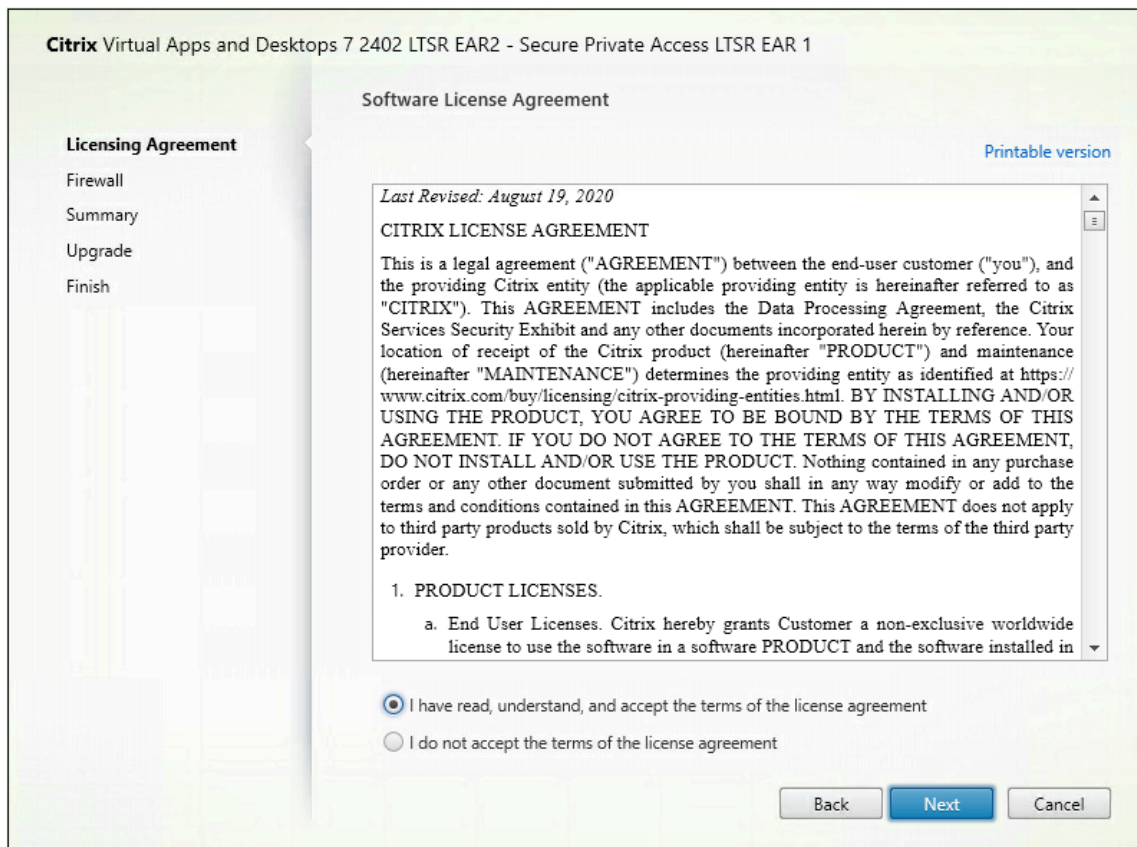 Citrix Virtual Apps and Desktops 7 2402 LTSR EAR2 - Secure Private Access LTSR EAR 1
Software License Agreement
Licensing Agreement
Firewall
Summary
Upgrade
Finish
Printable version
Last Revised: August 19, 2020
CITRIX LICENSE AGREEMENT
This is a legal agreement ("AGREEMENT") between the end-user customer ("you"), and
the providing Citrix entity (the applicable providing entity is hereinafter referred to as
"CITRIX"). This AGREEMENT includes the Data Processing Agreement, the Citrix
Services Security Exhibit and any other documents incorporated herein by reference. Your
location of receipt of the Citrix product (hereinafter "PRODUCT") and maintenance
(hereinafter "MAINTENANCE") determines the providing entity as identified at https://
www.citrix.com/buy/licensing/citrix-providing-entities.html. BY INSTALLING AND/OR
USING THE PRODUCT, YOU AGREE TO BE BOUND BY THE TERMS OF THIS
AGREEMENT. IF YOU DO NOT AGREE TO THE TERMS OF THIS AGREEMENT,
DO NOT INSTALL AND/OR USE THE PRODUCT. Nothing contained in any purchase
order or any other document submitted by you shall in any way modify or add to the
terms and conditions contained in this AGREEMENT. This AGREEMENT does not apply
to third party products sold by Citrix, which shall be subject to the terms of the third party
provider.
1. PRODUCT LICENSES.
a. End User Licenses. Citrix hereby grants Customer a non-exclusive worldwide
license to use the software in a software PRODUCT and the software installed in
I have read, understand, and accept the terms of the license agreement
I do not accept the terms of the license agreement
Back
Next
Cancel